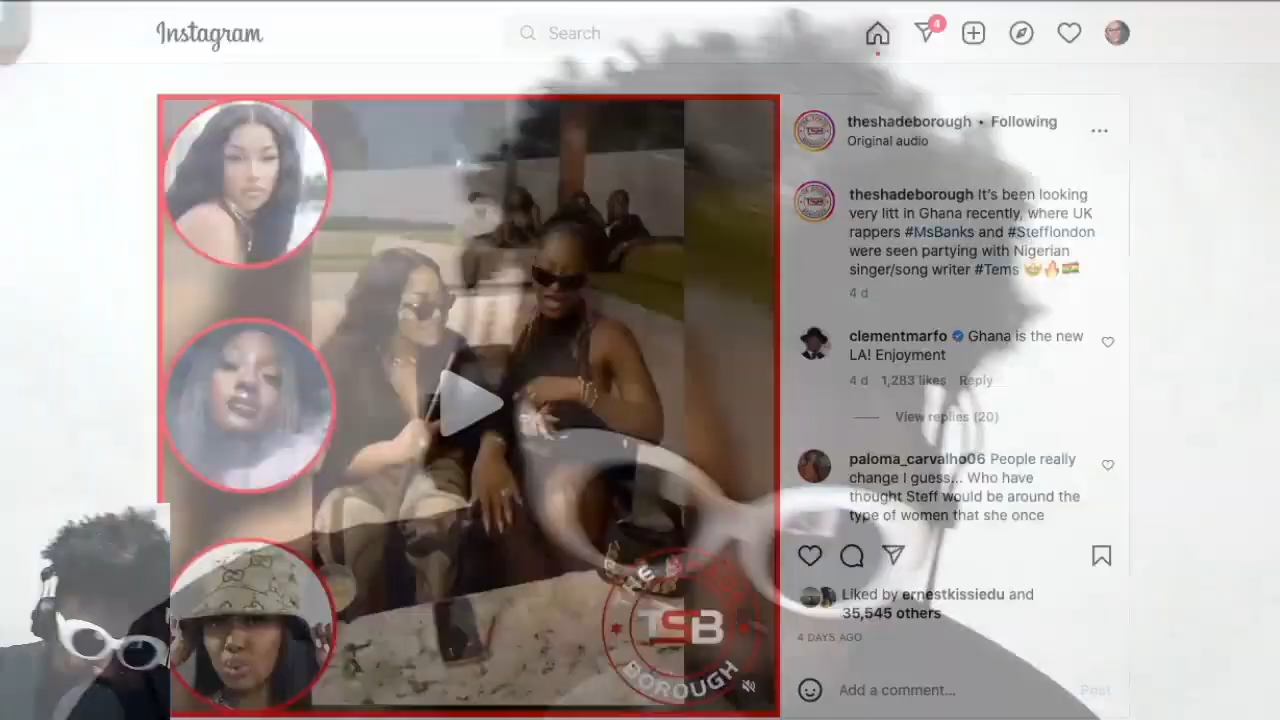 Instagram
Search
4
theshadeborough • Following
Original audio
theshadeborough It's been looking
very litt in Ghana recently, where UK
rappers #MsBanks and #Stefflondon
were seen partying with Nigerian
singer/song writer #Tems 🤩🔥🇬🇭
4 d
clementmarfo Ghana is the new
LA! Enjoyment
4 d 1,283 likes Reply
View replies (20)
paloma_carvalho06 People really
change I guess... Who have
thought Steff would be around the
type of women that she once
Liked by ernestkissiedu and
35,545 others
4 DAYS AGO
Add a comment...
Post
TSB
BOROUGH